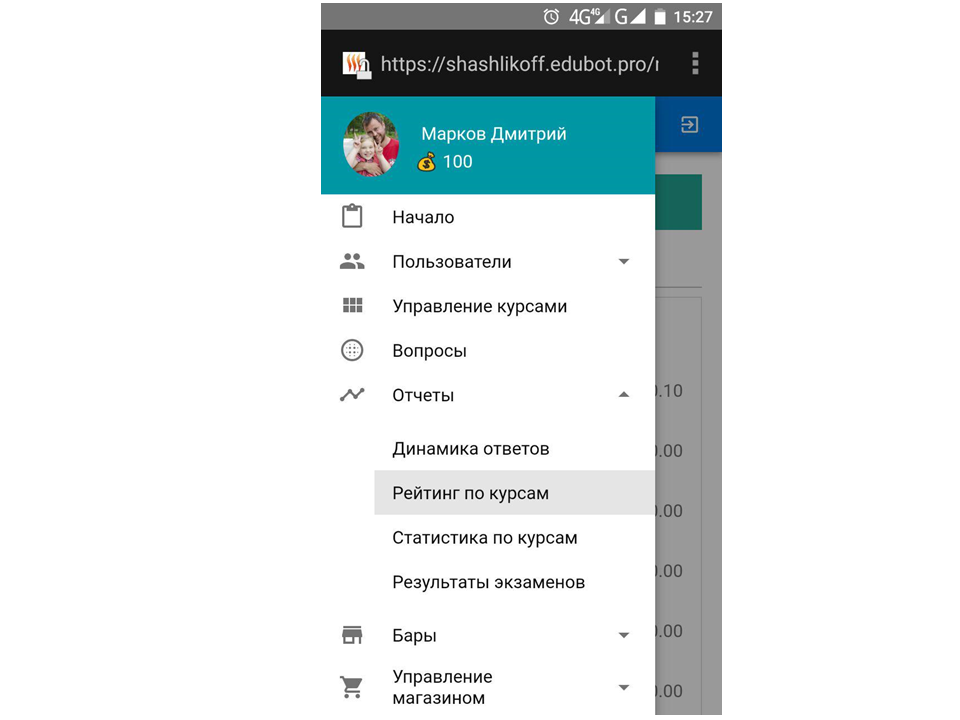 4G 4G G 15:27
https://shashlikoff.edubot.pro/
Марков Дмитрий
100
Начало
Пользователи
Управление курсами
Вопросы
Отчеты
.10
Динамика ответов
.00
Рейтинг по курсам
.00
Статистика по курсам
.00
Результаты экзаменов
Бары
.00
Управление
магазином
.00